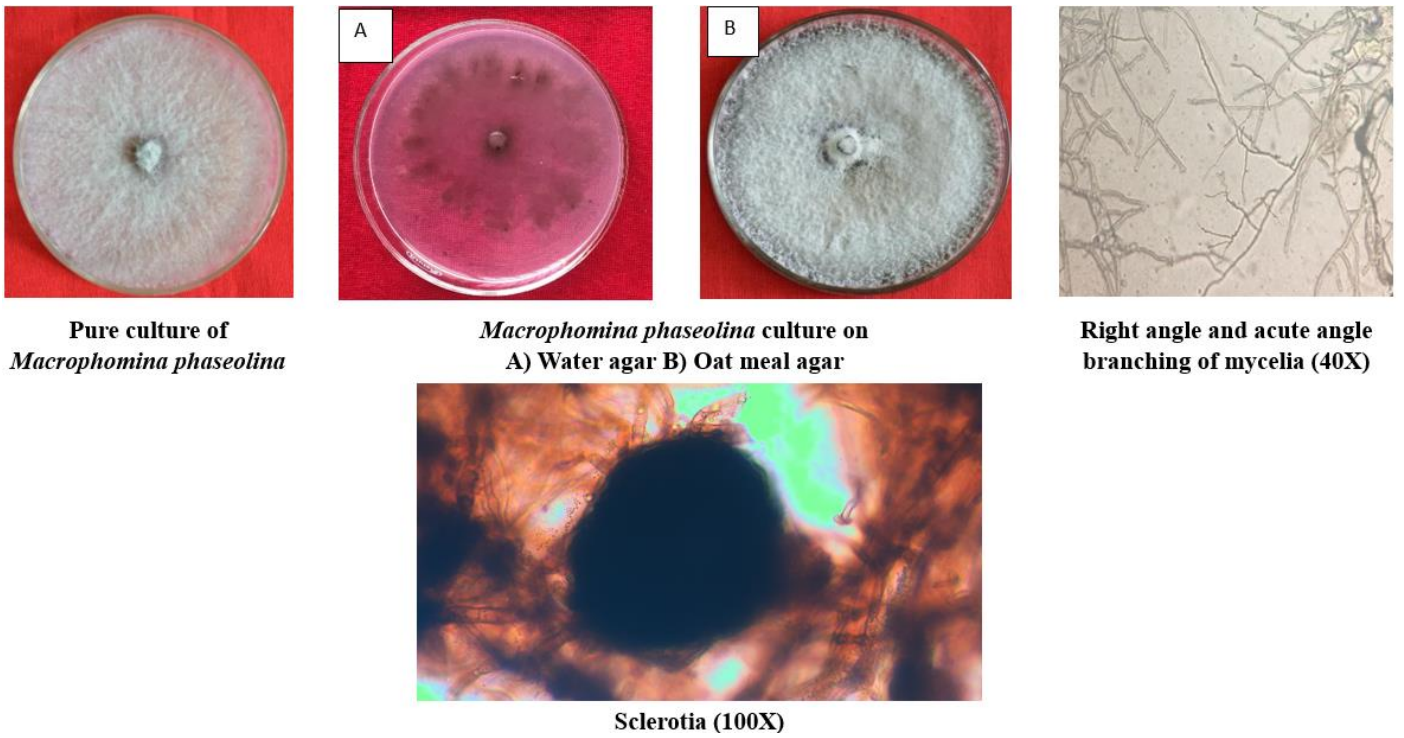 A
B
Pure culture of
Macrophomina phaseolina
Macrophomina phaseolina culture on
A) Water agar B) Oat meal agar
Right angle and acute angle
branching of mycelia (40X)
Sclerotia (100X)